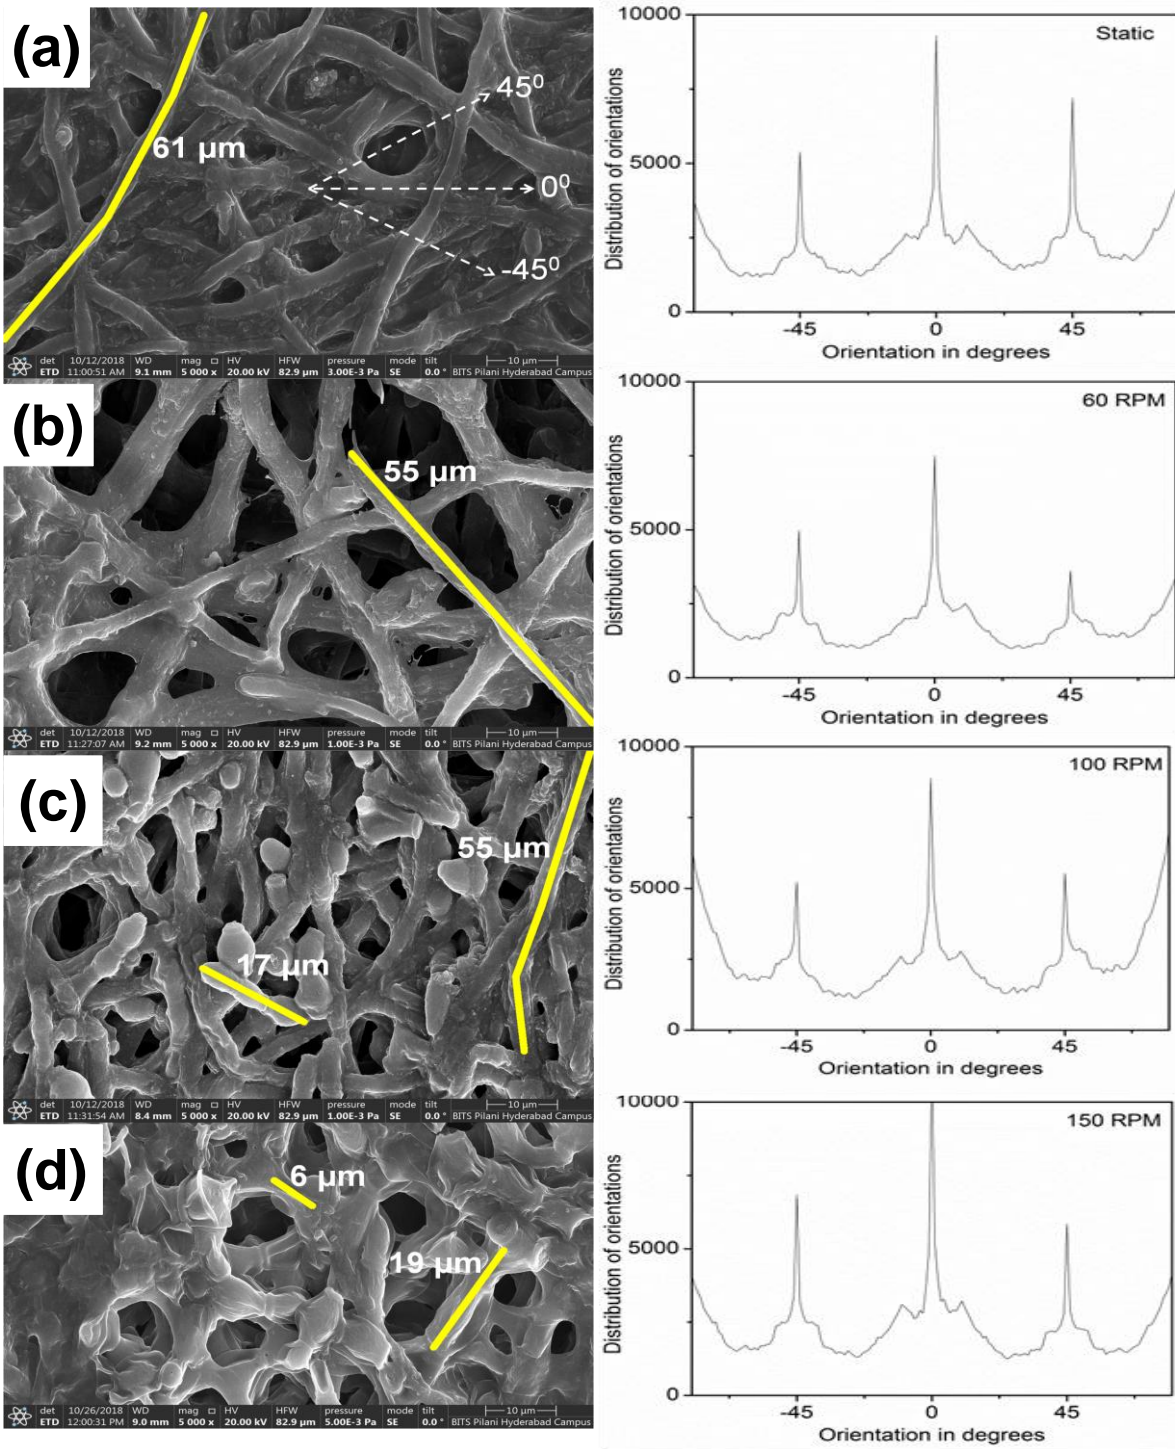 (a)
45⁰
61 µm
0⁰
-45⁰
det 10/12/2018 WD mag □ HV HFW pressure mode tilt 10 µm
ETD 11:00:51 AM 9.1 mm 5 000 x 20.00 kV 82.9 µm 3.00E-3 Pa SE 0.0 ° BITS Pilani Hyderabad Campus
10000
Static
Distribution of orientations
5000
0
-45 0 45
Orientation in degrees
(b)
55 µm
det 10/12/2018 WD mag □ HV HFW pressure mode tilt 10 µm
ETD 11:27:07 AM 9.2 mm 5 000 x 20.00 kV 82.9 µm 1.00E-3 Pa SE 0.0 ° BITS Pilani Hyderabad Campus
10000
60 RPM
Distribution of orientations
5000
0
-45 0 45
Orientation in degrees
(c)
55 µm
17 µm
det 10/12/2018 WD mag □ HV HFW pressure mode tilt 10 µm
ETD 11:31:54 AM 8.4 mm 5 000 x 20.00 kV 82.9 µm 1.00E-3 Pa SE 0.0 ° BITS Pilani Hyderabad Campus
10000
100 RPM
Distribution of orientations
5000
0
-45 0 45
Orientation in degrees
(d)
6 µm
19 µm
det 10/26/2018 WD mag □ HV HFW pressure mode tilt 10 µm
ETD 12:00:31 PM 9.0 mm 5 000 x 20.00 kV 82.9 µm 5.00E-3 Pa SE 0.0 ° BITS Pilani Hyderabad Campus
10000
150 RPM
Distribution of orientations
5000
0
-45 0 45
Orientation in degrees